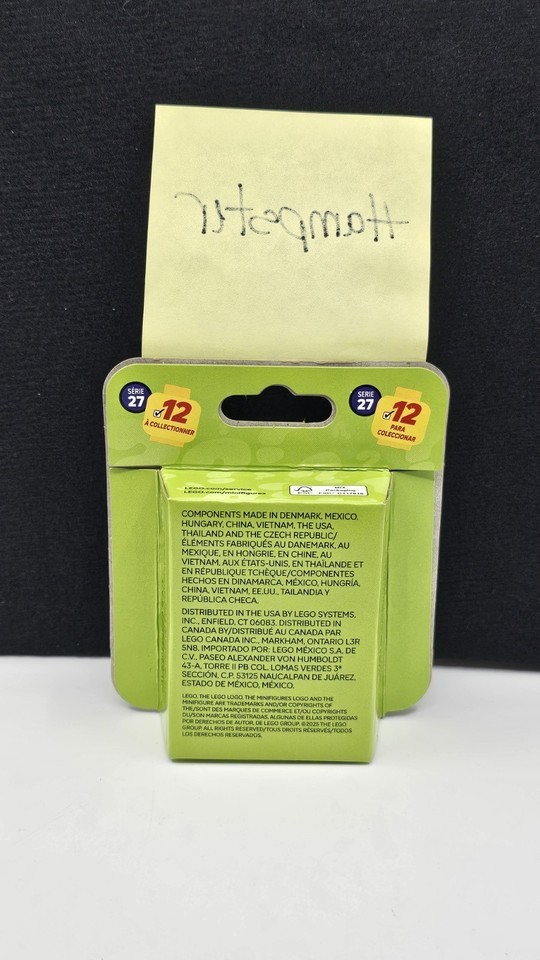 Hampster
SÉRIE
27
12
À COLLECTIONNER
SERIE
27
12
PARA
COLECCIONAR
LEGO.com/service
LEGO.com/minifigures
MIX
Packaging
FSC
COMPONENTS MADE IN DENMARK, MEXICO,
HUNGARY, CHINA, VIETNAM, THE USA,
THAILAND AND THE CZECH REPUBLIC/
ÉLÉMENTS FABRIQUÉS AU DANEMARK, AU
MEXIQUE, EN HONGRIE, EN CHINE, AU
VIETNAM, AUX ÉTATS-UNIS, EN THAÏLANDE ET
EN RÉPUBLIQUE TCHÈQUE/COMPONENTES
HECHOS EN DINAMARCA, MÉXICO, HUNGRÍA,
CHINA, VIETNAM, EE.UU., TAILANDIA Y
REPÚBLICA CHECA.
DISTRIBUTED IN THE USA BY LEGO SYSTEMS,
INC., ENFIELD, CT 06083. DISTRIBUTED IN
CANADA BY/DISTRIBUÉ AU CANADA PAR
LEGO CANADA INC., MARKHAM, ONTARIO L3R
5N8. IMPORTADO POR: LEGO MÉXICO S.A. DE
C.V., PASEO ALEXANDER VON HUMBOLDT
43-A, TORRE II PB COL. LOMAS VERDES 3ª
SECCIÓN. C.P. 53125 NAUCALPAN DE JUÁREZ.
ESTADO DE MÉXICO, MÉXICO.
LEGO, THE LEGO LOGO, THE MINIFIGURES LOGO AND THE
MINIFIGURE ARE TRADEMARKS AND/OR COPYRIGHTS OF
THE/SONT DES MARQUES DE COMMERCE ET/OU COPYRIGHTS
DU/SON MARCAS REGISTRADAS, ALGUNAS DE ELLAS PROTEGIDAS
POR DERECHOS DE AUTOR, DE LEGO GROUP. ©2025 THE LEGO
GROUP. ALL RIGHTS RESERVED/TOUS DROITS RÉSERVÉS/TODOS
LOS DERECHOS RESERVADOS.